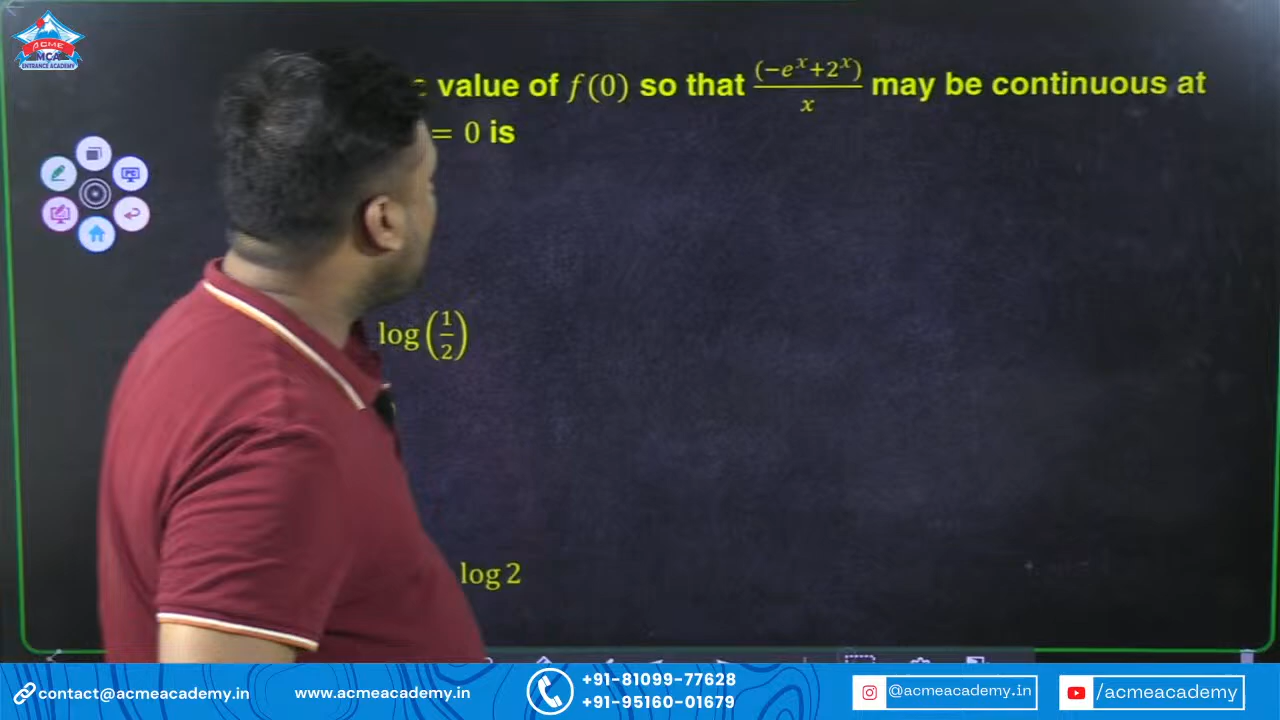 ACME
MCA
ENTRANCE ACADEMY
value of f(0) so that (−e^x+2^x)/x may be continuous at
= 0 is
PC
log(1/2)
log 2
contact@acmeacademy.in
www.acmeacademy.in
+91-81099-77628
+91-95160-01679
@acmeacademy.in
/acmeacademy